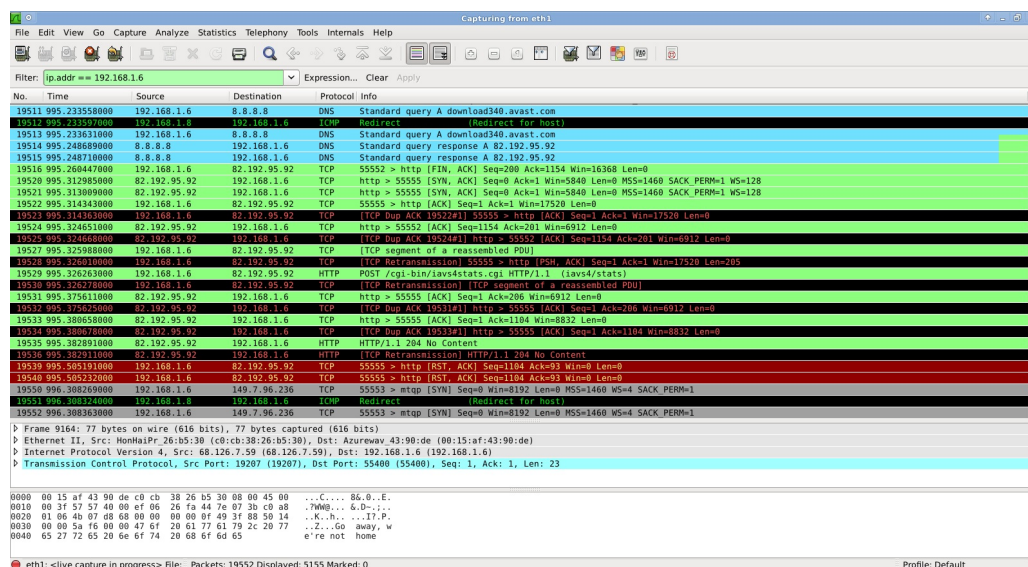 Capturing from eth1
File Edit View Go Capture Analyze Statistics Telephony Tools Internals Help
Filter: ip.addr == 192.168.1.6 Expression... Clear Apply
No. Time Source Destination Protocol Info
19511 995.233558000 192.168.1.6 8.8.8.8 DNS Standard query A download340.avast.com
19512 995.233597000 192.168.1.8 192.168.1.6 ICMP Redirect (Redirect for host)
19513 995.233631000 192.168.1.6 8.8.8.8 DNS Standard query A download340.avast.com
19514 995.248689000 8.8.8.8 192.168.1.6 DNS Standard query response A 82.192.95.92
19515 995.248710000 8.8.8.8 192.168.1.6 DNS Standard query response A 82.192.95.92
19516 995.260447000 192.168.1.6 82.192.95.92 TCP 55552 > http [FIN, ACK] Seq=200 Ack=1154 Win=16368 Len=0
19520 995.312985000 82.192.95.92 192.168.1.6 TCP http > 55555 [SYN, ACK] Seq=0 Ack=1 Win=5840 Len=0 MSS=1460 SACK_PERM=1 WS=128
19521 995.313009000 82.192.95.92 192.168.1.6 TCP http > 55555 [SYN, ACK] Seq=0 Ack=1 Win=5840 Len=0 MSS=1460 SACK_PERM=1 WS=128
19522 995.314343000 192.168.1.6 82.192.95.92 TCP 55555 > http [ACK] Seq=1 Ack=1 Win=17520 Len=0
19523 995.314363000 192.168.1.6 82.192.95.92 TCP [TCP Dup ACK 19522#1] 55555 > http [ACK] Seq=1 Ack=1 Win=17520 Len=0
19524 995.324651000 82.192.95.92 192.168.1.6 TCP http > 55552 [ACK] Seq=1154 Ack=201 Win=6912 Len=0
19525 995.324668000 82.192.95.92 192.168.1.6 TCP [TCP Dup ACK 19524#1] http > 55552 [ACK] Seq=1154 Ack=201 Win=6912 Len=0
19527 995.325988000 192.168.1.6 82.192.95.92 TCP [TCP segment of a reassembled PDU]
19528 995.326010000 192.168.1.6 82.192.95.92 TCP [TCP Retransmission] 55555 > http [PSH, ACK] Seq=1 Ack=1 Win=17520 Len=205
19529 995.326263000 192.168.1.6 82.192.95.92 HTTP POST /cgi-bin/iavs4stats.cgi HTTP/1.1 (iavs4/stats)
19530 995.326278000 192.168.1.6 82.192.95.92 TCP [TCP Retransmission] [TCP segment of a reassembled PDU]
19531 995.375611000 82.192.95.92 192.168.1.6 TCP http > 55555 [ACK] Seq=1 Ack=206 Win=6912 Len=0
19532 995.375625000 82.192.95.92 192.168.1.6 TCP [TCP Dup ACK 19531#1] http > 55555 [ACK] Seq=1 Ack=206 Win=6912 Len=0
19533 995.380658000 82.192.95.92 192.168.1.6 TCP http > 55555 [ACK] Seq=1 Ack=1104 Win=8832 Len=0
19534 995.380678000 82.192.95.92 192.168.1.6 TCP [TCP Dup ACK 19533#1] http > 55555 [ACK] Seq=1 Ack=1104 Win=8832 Len=0
19535 995.382891000 82.192.95.92 192.168.1.6 HTTP HTTP/1.1 204 No Content
19536 995.382911000 82.192.95.92 192.168.1.6 HTTP [TCP Retransmission] HTTP/1.1 204 No Content
19539 995.505191000 192.168.1.6 82.192.95.92 TCP 55555 > http [RST, ACK] Seq=1104 Ack=93 Win=0 Len=0
19540 995.505232000 192.168.1.6 82.192.95.92 TCP 55555 > http [RST, ACK] Seq=1104 Ack=93 Win=0 Len=0
19550 996.308269000 192.168.1.6 149.7.96.236 TCP 55553 > mtqp [SYN] Seq=0 Win=8192 Len=0 MSS=1460 WS=4 SACK_PERM=1
19551 996.308324000 192.168.1.8 192.168.1.6 ICMP Redirect (Redirect for host)
19552 996.308363000 192.168.1.6 149.7.96.236 TCP 55553 > mtqp [SYN] Seq=0 Win=8192 Len=0 MSS=1460 WS=4 SACK_PERM=1
Frame 9164: 77 bytes on wire (616 bits), 77 bytes captured (616 bits)
Ethernet II, Src: HonHaiPr_26:b5:30 (c0:cb:38:26:b5:30), Dst: Azurewav_43:90:de (00:15:af:43:90:de)
Internet Protocol Version 4, Src: 68.126.7.59 (68.126.7.59), Dst: 192.168.1.6 (192.168.1.6)
Transmission Control Protocol, Src Port: 19207 (19207), Dst Port: 55400 (55400), Seq: 1, Ack: 1, Len: 23
0000 00 15 af 43 90 de c0 cb 38 26 b5 30 08 00 45 00 ...C.... 8&.0..E.
0010 00 3f 57 57 40 00 ef 06 26 fa 44 7e 07 3b c0 a8 .?WW@... &.D~.;..
0020 01 06 4b 07 d8 68 00 00 00 00 0f 49 3f 88 50 14 ..K..h.. ...I?.P.
0030 00 00 5a f6 00 00 47 6f 20 61 77 61 79 2c 20 77 ..Z...Go away, w
0040 65 27 72 65 20 6e 6f 74 20 68 6f 6d 65 e're not home
eth1: <live capture in progress> File: Packets: 19552 Displayed: 5155 Marked: 0 Profile: Default